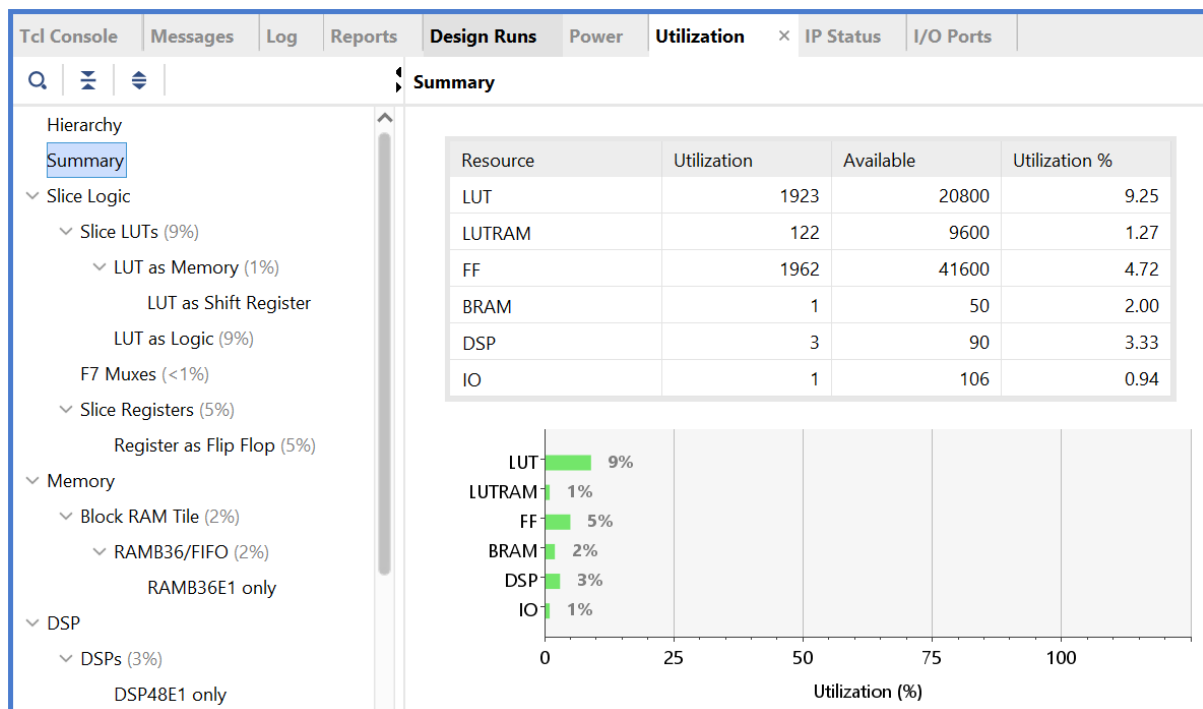 Tcl Console Messages Log Reports Design Runs Power Utilization × IP Status I/O Ports
Summary
Hierarchy
Summary
Slice Logic
Slice LUTs (9%)
LUT as Memory (1%)
LUT as Shift Register
LUT as Logic (9%)
F7 Muxes (<1%)
Slice Registers (5%)
Register as Flip Flop (5%)
Memory
Block RAM Tile (2%)
RAMB36/FIFO (2%)
RAMB36E1 only
DSP
DSPs (3%)
DSP48E1 only
Resource Utilization Available Utilization %
LUT 1923 20800 9.25
LUTRAM 122 9600 1.27
FF 1962 41600 4.72
BRAM 1 50 2.00
DSP 3 90 3.33
IO 1 106 0.94
LUT 9%
LUTRAM 1%
FF 5%
BRAM 2%
DSP 3%
IO 1%
0 25 50 75 100
Utilization (%)